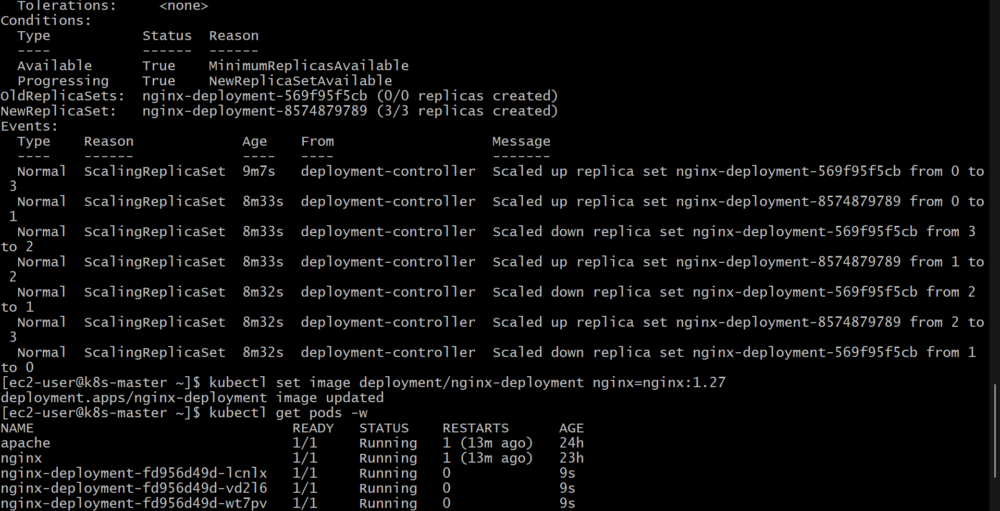 Tolerations:     <none>
Conditions:
  Type           Status  Reason
  ----           ------  ------
  Available      True    MinimumReplicasAvailable
  Progressing    True    NewReplicaSetAvailable
OldReplicaSets:  nginx-deployment-569f95f5cb (0/0 replicas created)
NewReplicaSet:   nginx-deployment-8574879789 (3/3 replicas created)
Events:
  Type    Reason             Age    From                   Message
  ----    ------             ----   ----                   -------
  Normal  ScalingReplicaSet  9m7s   deployment-controller  Scaled up replica set nginx-deployment-569f95f5cb from 0 to
 3
  Normal  ScalingReplicaSet  8m33s  deployment-controller  Scaled up replica set nginx-deployment-8574879789 from 0 to
 1
  Normal  ScalingReplicaSet  8m33s  deployment-controller  Scaled down replica set nginx-deployment-569f95f5cb from 3
to 2
  Normal  ScalingReplicaSet  8m33s  deployment-controller  Scaled up replica set nginx-deployment-8574879789 from 1 to
 2
  Normal  ScalingReplicaSet  8m32s  deployment-controller  Scaled down replica set nginx-deployment-569f95f5cb from 2
to 1
  Normal  ScalingReplicaSet  8m32s  deployment-controller  Scaled up replica set nginx-deployment-8574879789 from 2 to
 3
  Normal  ScalingReplicaSet  8m32s  deployment-controller  Scaled down replica set nginx-deployment-569f95f5cb from 1
to 0
[ec2-user@k8s-master ~]$ kubectl set image deployment/nginx-deployment nginx=nginx:1.27
deployment.apps/nginx-deployment image updated
[ec2-user@k8s-master ~]$ kubectl get pods -w
NAME                               READY   STATUS    RESTARTS      AGE
apache                             1/1     Running   1 (13m ago)   24h
nginx                              1/1     Running   1 (13m ago)   23h
nginx-deployment-fd956d49d-lcnlx   1/1     Running   0             9s
nginx-deployment-fd956d49d-vd2l6   1/1     Running   0             9s
nginx-deployment-fd956d49d-wt7pv   1/1     Running   0             9s